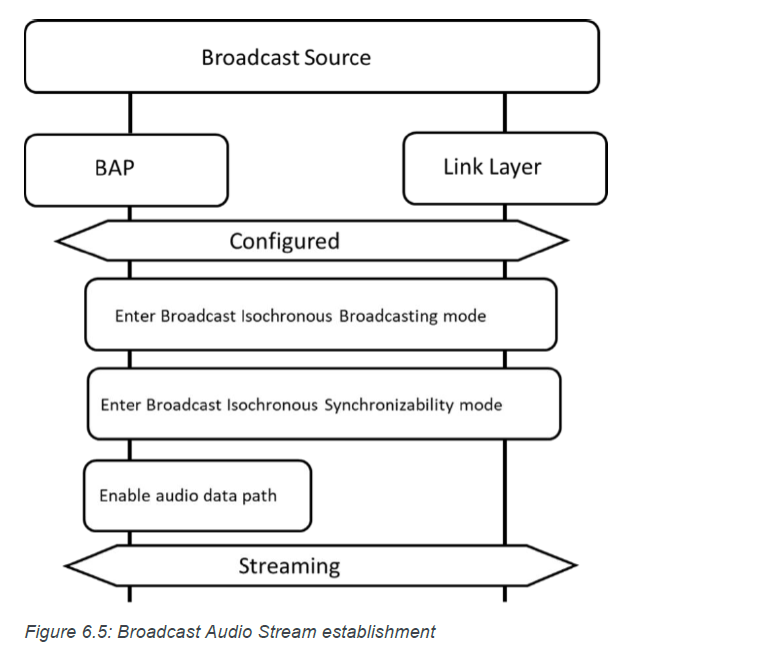 Broadcast Source
BAP
Link Layer
Configured
Enter Broadcast Isochronous Broadcasting mode
Enter Broadcast Isochronous Synchronizability mode
Enable audio data path
Streaming
Figure 6.5: Broadcast Audio Stream establishment